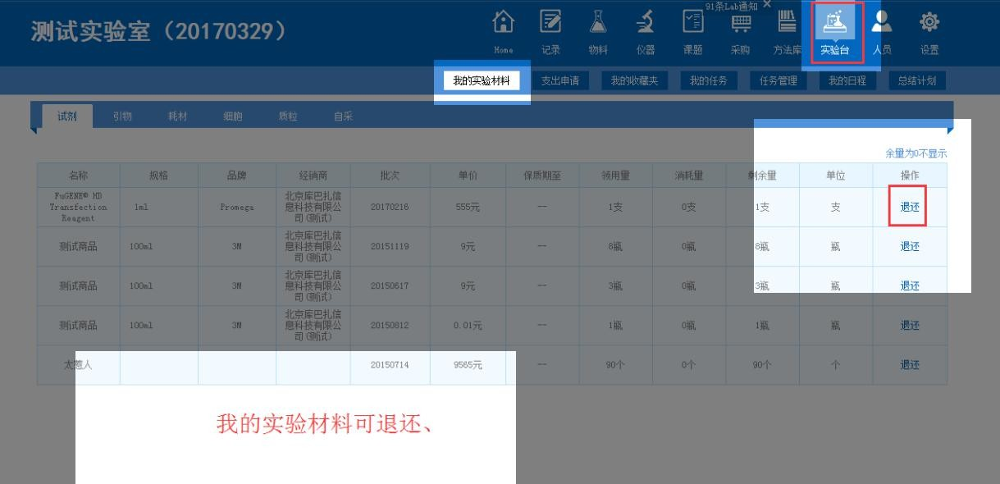 91条Lab通知 ×
测试实验室（20170329）
Home 记录 物料 仪器 课题 采购 方法库 实验台 人员 设置
我的实验材料 支出申请 我的收藏夹 我的任务 任务管理 我的日程 总结计划
试剂 引物 耗材 细胞 质粒 自采
余量为0不显示
名称 规格 品牌 经销商 批次 单价 保质期至 领用量 消耗量 剩余量 单位 操作
FuGENE® HD
Transfection
Reagent
1ml Promega
北京库巴扎信
息科技有限公
司(测试)
20170216 555元 -- 1支 0支 1支 支 退还
测试商品 100ml 3M
北京库巴扎信
息科技有限公
司(测试)
20151119 9元 -- 8瓶 0瓶 8瓶 瓶 退还
测试商品 100ml 3M
北京库巴扎信
息科技有限公
司(测试)
20150617 9元 -- 3瓶 0瓶 3瓶 瓶 退还
测试商品 100ml 3M
北京库巴扎信
息科技有限公
司(测试)
20150812 0.01元 -- 1瓶 0瓶 1瓶 瓶 退还
太惹人 20150714 9565元 -- 90个 0个 90个 个 退还
我的实验材料可退还、